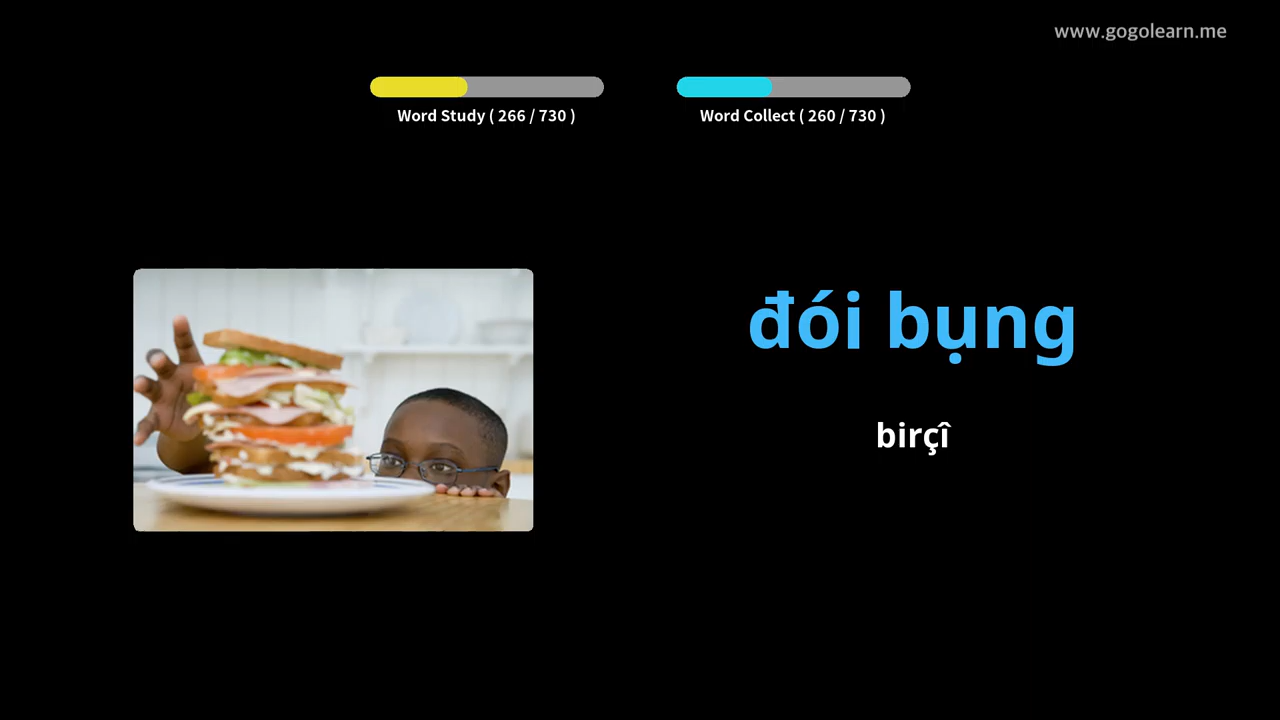 www.gogolearn.me
Word Study ( 266 / 730 )
Word Collect ( 260 / 730 )
đói bụng
birçî